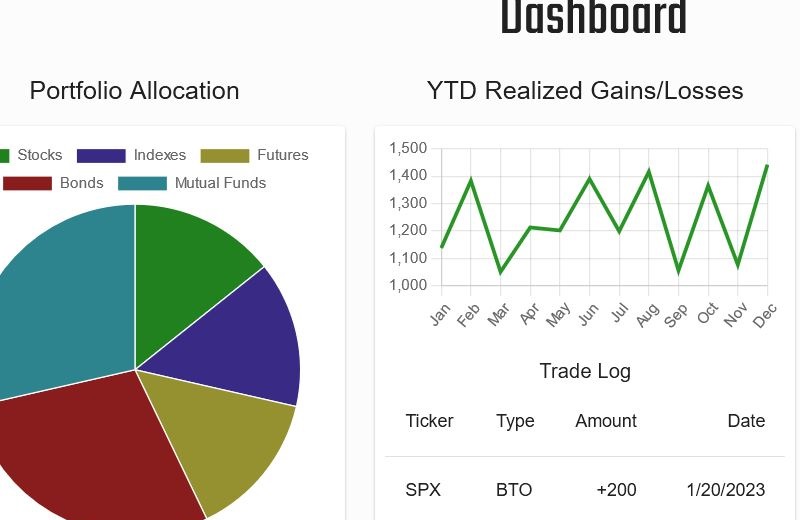 Dashboard
Portfolio Allocation
Stocks Indexes Futures
Bonds Mutual Funds
YTD Realized Gains/Losses
1,500
1,400
1,300
1,200
1,100
1,000
Jan Feb Mar Apr May Jun Jul Aug Sep Oct Nov Dec
Trade Log
Ticker Type Amount Date
SPX BTO +200 1/20/2023